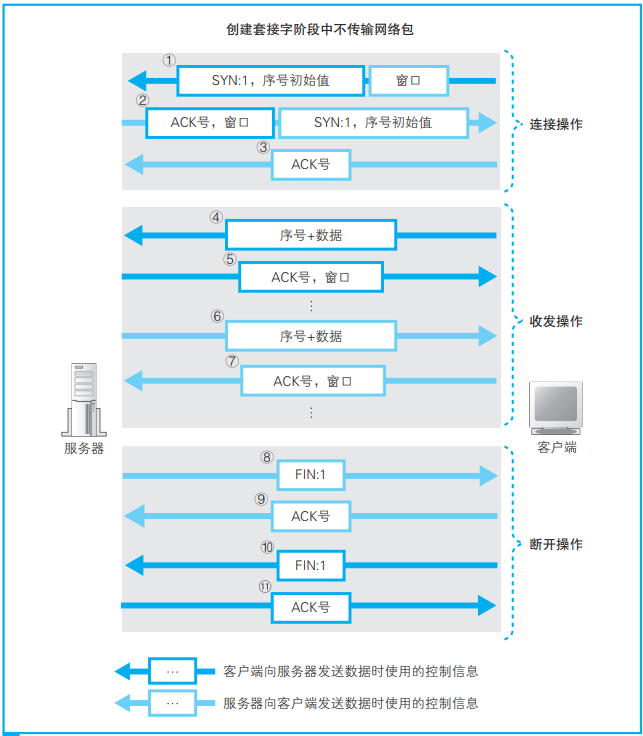 创建套接字阶段中不传输网络包
①
SYN:1，序号初始值
窗口
②
ACK号，窗口
SYN:1，序号初始值
连接操作
③
ACK号
④
序号+数据
⑤
ACK号，窗口
⋮
收发操作
⑥
序号+数据
⑦
ACK号，窗口
⋮
服务器
客户端
⑧
FIN:1
⑨
ACK号
断开操作
⑩
FIN:1
⑪
ACK号
… 客户端向服务器发送数据时使用的控制信息
… 服务器向客户端发送数据时使用的控制信息